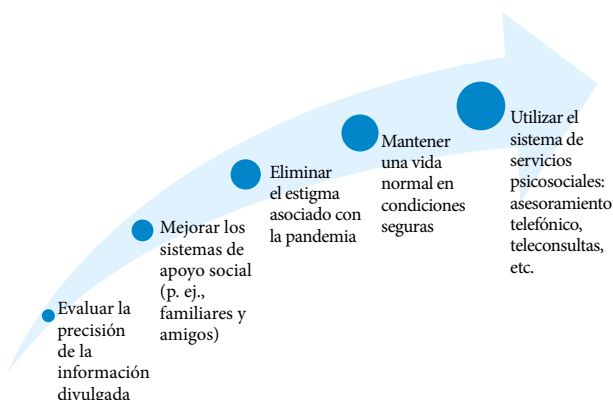 Evaluar la
precisión
de la
información
divulgada
Mejorar los
sistemas de
apoyo social
(p. ej.,
familiares y
amigos)
Eliminar
el estigma
asociado con
la pandemia
Mantener
una vida
normal en
condiciones
seguras
Utilizar el
sistema de
servicios
psicosociales:
asesoramiento
telefónico,
teleconsultas,
etc.